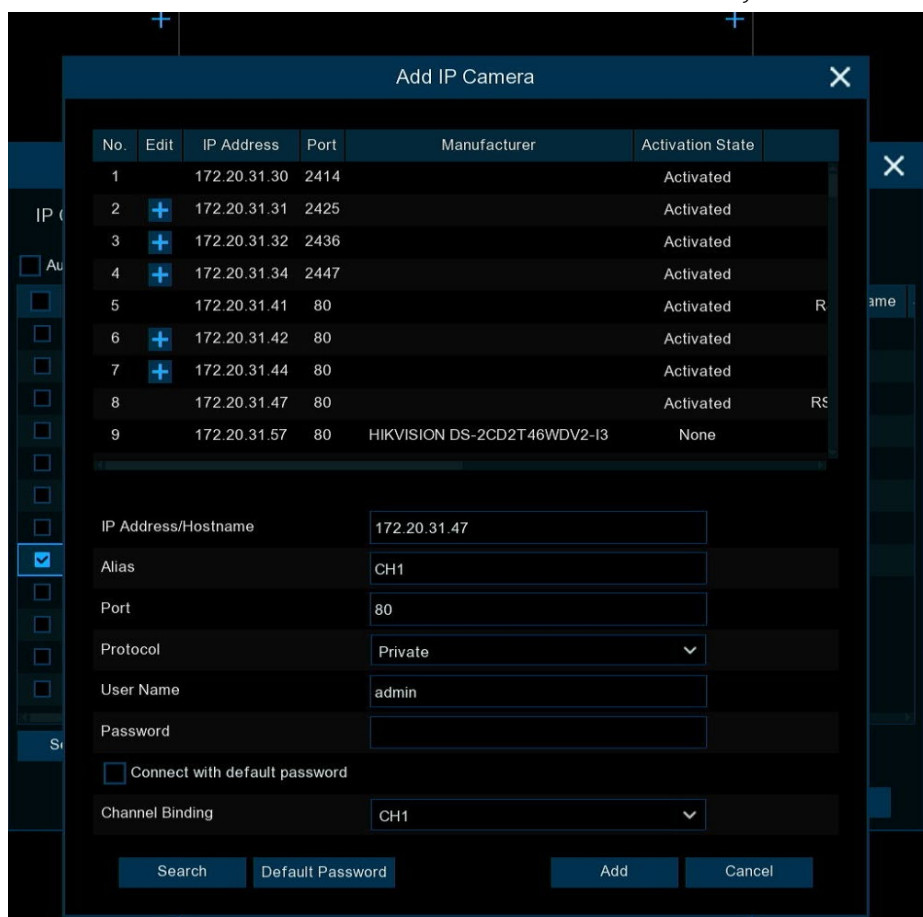 Add IP Camera
No. Edit IP Address Port Manufacturer Activation State
1 172.20.31.30 2414 Activated
2 172.20.31.31 2425 Activated
IP
3 172.20.31.32 2436 Activated
Au
4 172.20.31.34 2447 Activated
5 172.20.31.41 80 Activated R
ame
6 172.20.31.42 80 Activated
7 172.20.31.44 80 Activated
8 172.20.31.47 80 Activated RS
9 172.20.31.57 80 HIKVISION DS-2CD2T46WDV2-I3 None
IP Address/Hostname 172.20.31.47
Alias CH1
Port 80
Protocol Private
User Name admin
Password
Se
Connect with default password
Channel Binding CH1
Search Default Password Add Cancel